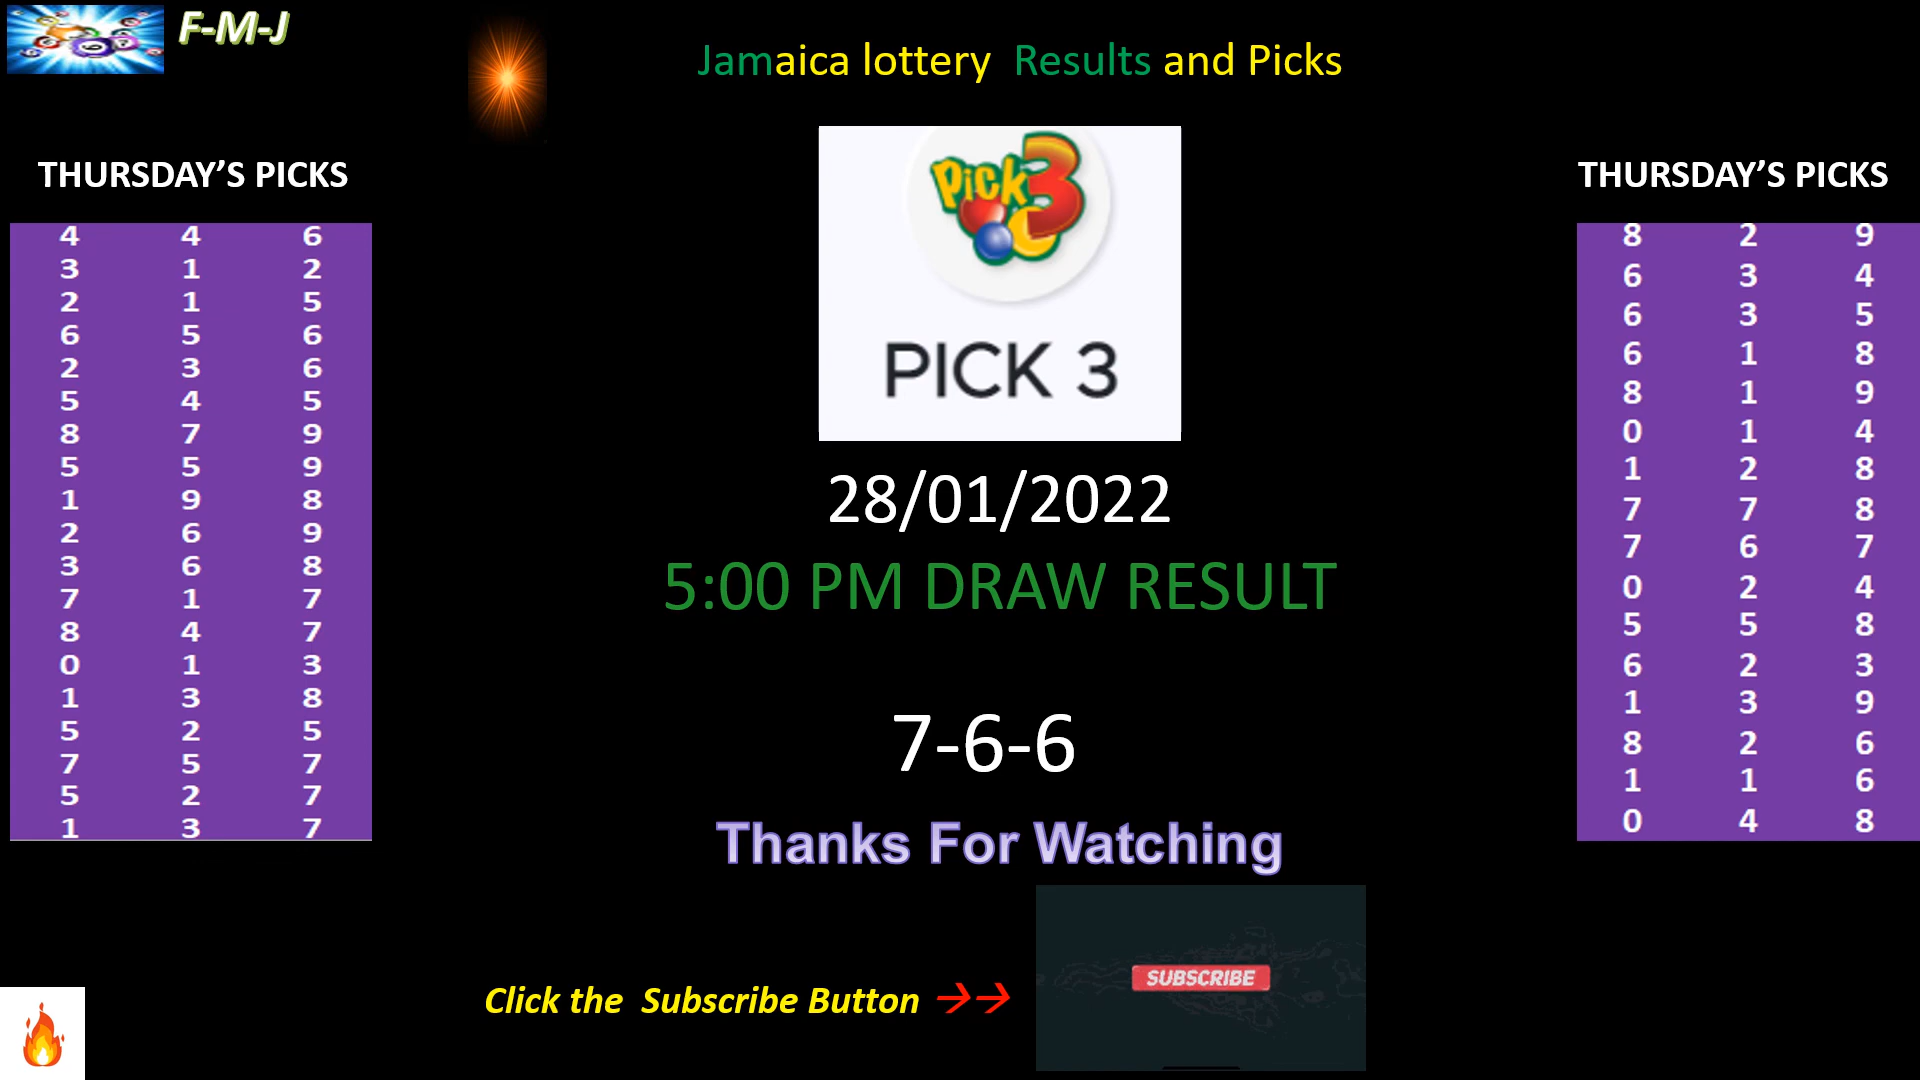 F-M-J
Jamaica lottery  Results and Picks
THURSDAY’S PICKS
4 4 6
3 1 2
2 1 5
6 5 6
2 3 6
5 4 5
8 7 9
5 5 9
1 9 8
2 6 9
3 6 8
7 1 7
8 4 7
0 1 3
1 3 8
5 2 5
7 5 7
5 2 7
1 3 7
Pick 3
PICK 3
28/01/2022
5:00 PM DRAW RESULT
7-6-6
Thanks For Watching
Click the  Subscribe Button →→
SUBSCRIBE
THURSDAY’S PICKS
8 2 9
6 3 4
6 3 5
6 1 8
8 1 9
0 1 4
1 2 8
7 7 8
7 6 7
0 2 4
5 5 8
6 2 3
1 3 9
8 2 6
1 1 6
0 4 8